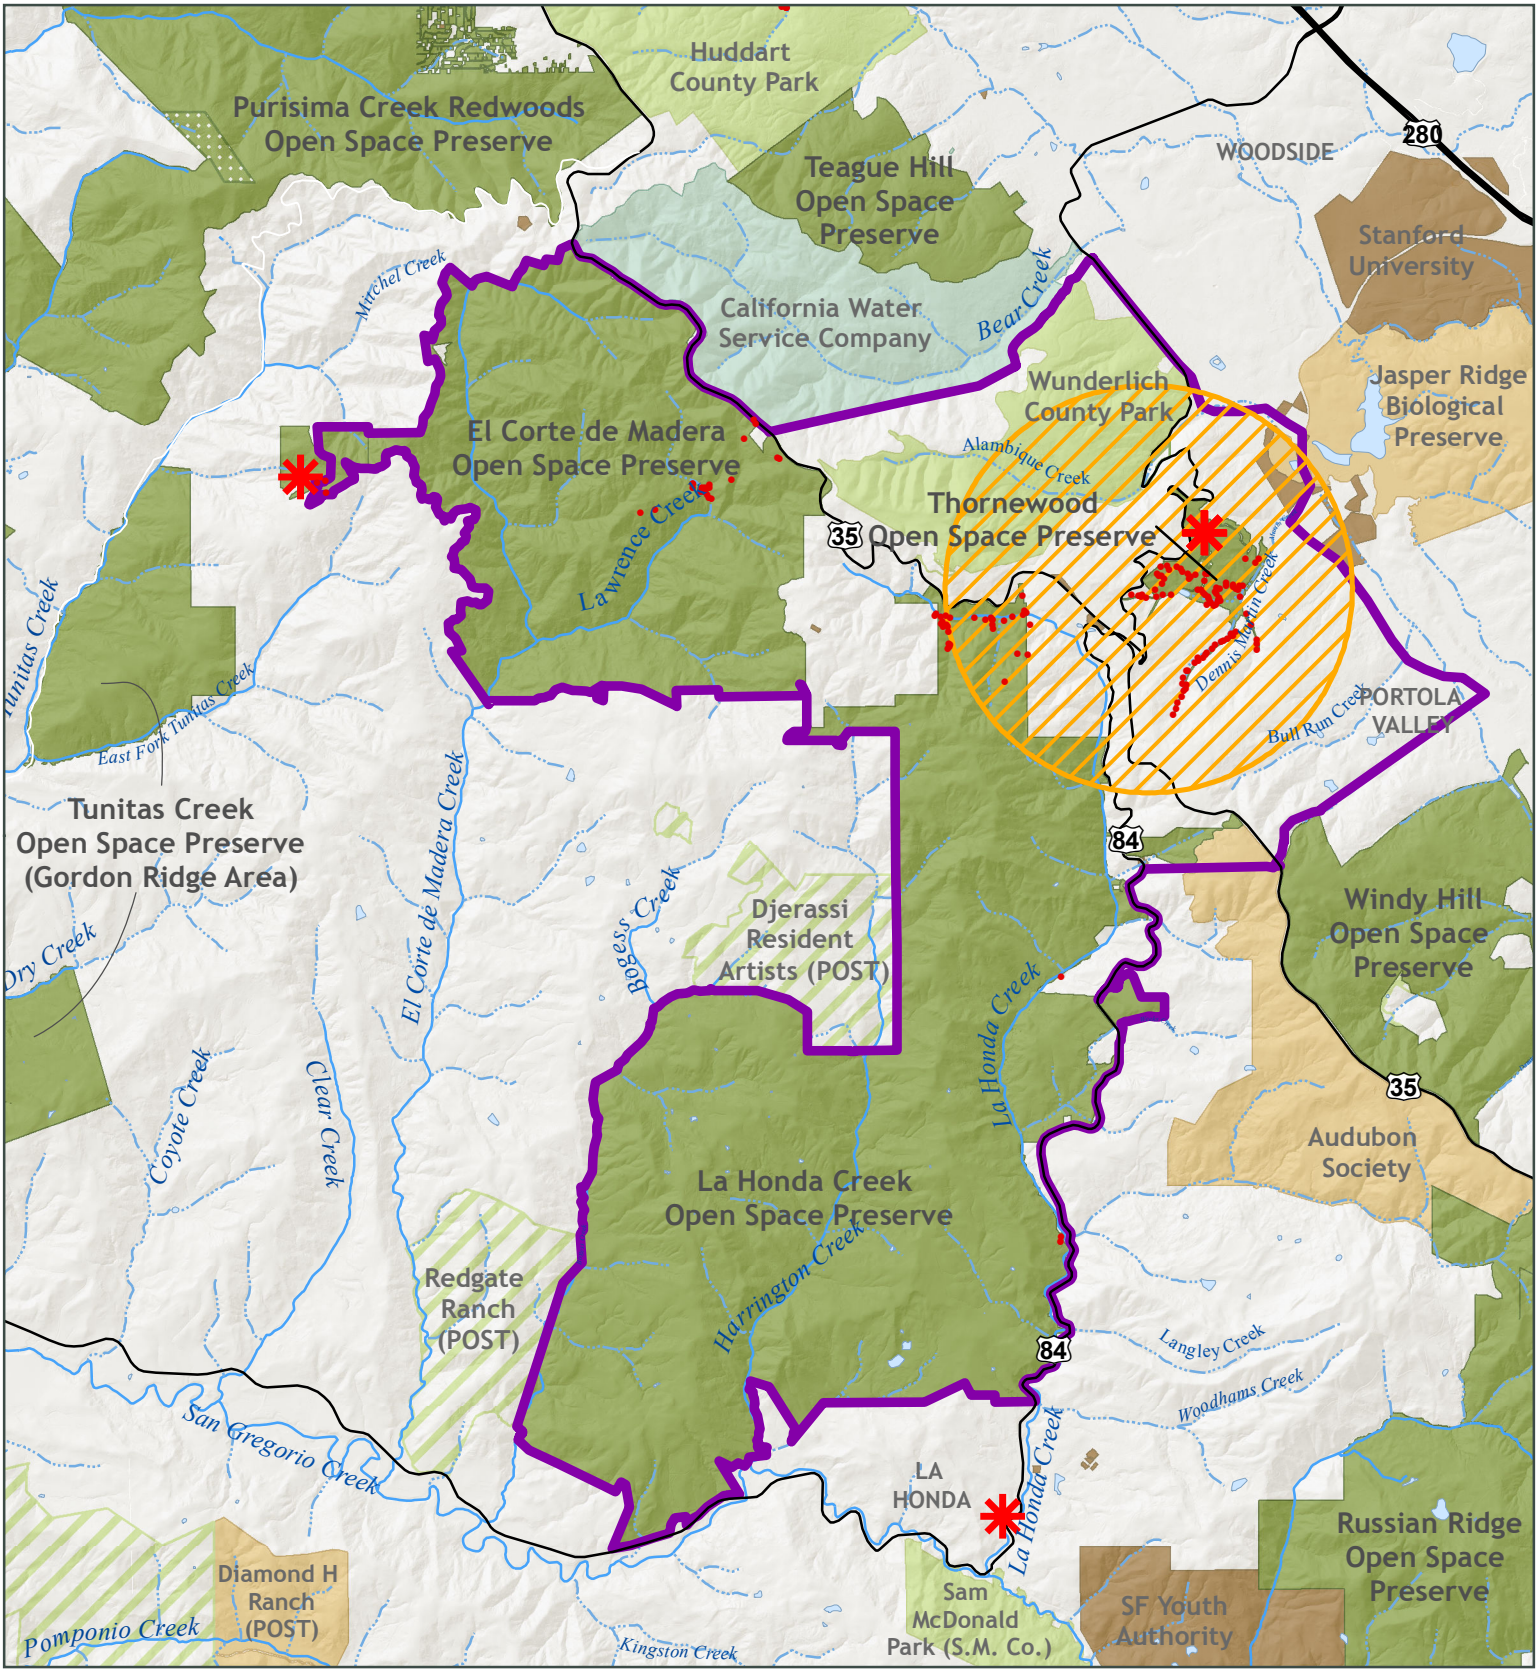 Huddart
County Park
Purisima Creek Redwoods
Open Space Preserve
280
WOODSIDE
Teague Hill
Open Space
Preserve
Stanford
University
Mitchel Creek
Bear Creek
California Water
Service Company
Jasper Ridge
Biological
Preserve
Wunderlich
County Park
El Corte de Madera
Open Space Preserve
Alambique Creek
Thornewood
Open Space Preserve
35
Lawrence Creek
Dennis Martin Creek
Tunitas Creek
East Fork Tunitas Creek
Bull Run Creek
PORTOLA
VALLEY
Tunitas Creek
Open Space Preserve
(Gordon Ridge Area)
El Corte de Madera Creek
84
Bogess Creek
Djerassi
Resident
Artists (POST)
Windy Hill
Open Space
Preserve
Dry Creek
La Honda Creek
Coyote Creek
Clear Creek
35
Audubon
Society
La Honda Creek
Open Space Preserve
Harrington Creek
Redgate
Ranch
(POST)
84
Langley Creek
Woodhams Creek
San Gregorio Creek
LA
HONDA
La Honda Creek
Russian Ridge
Open Space
Preserve
Diamond H
Ranch
(POST)
Sam
McDonald
Park (S.M. Co.)
SF Youth
Authority
Pomponio Creek
Kingston Creek